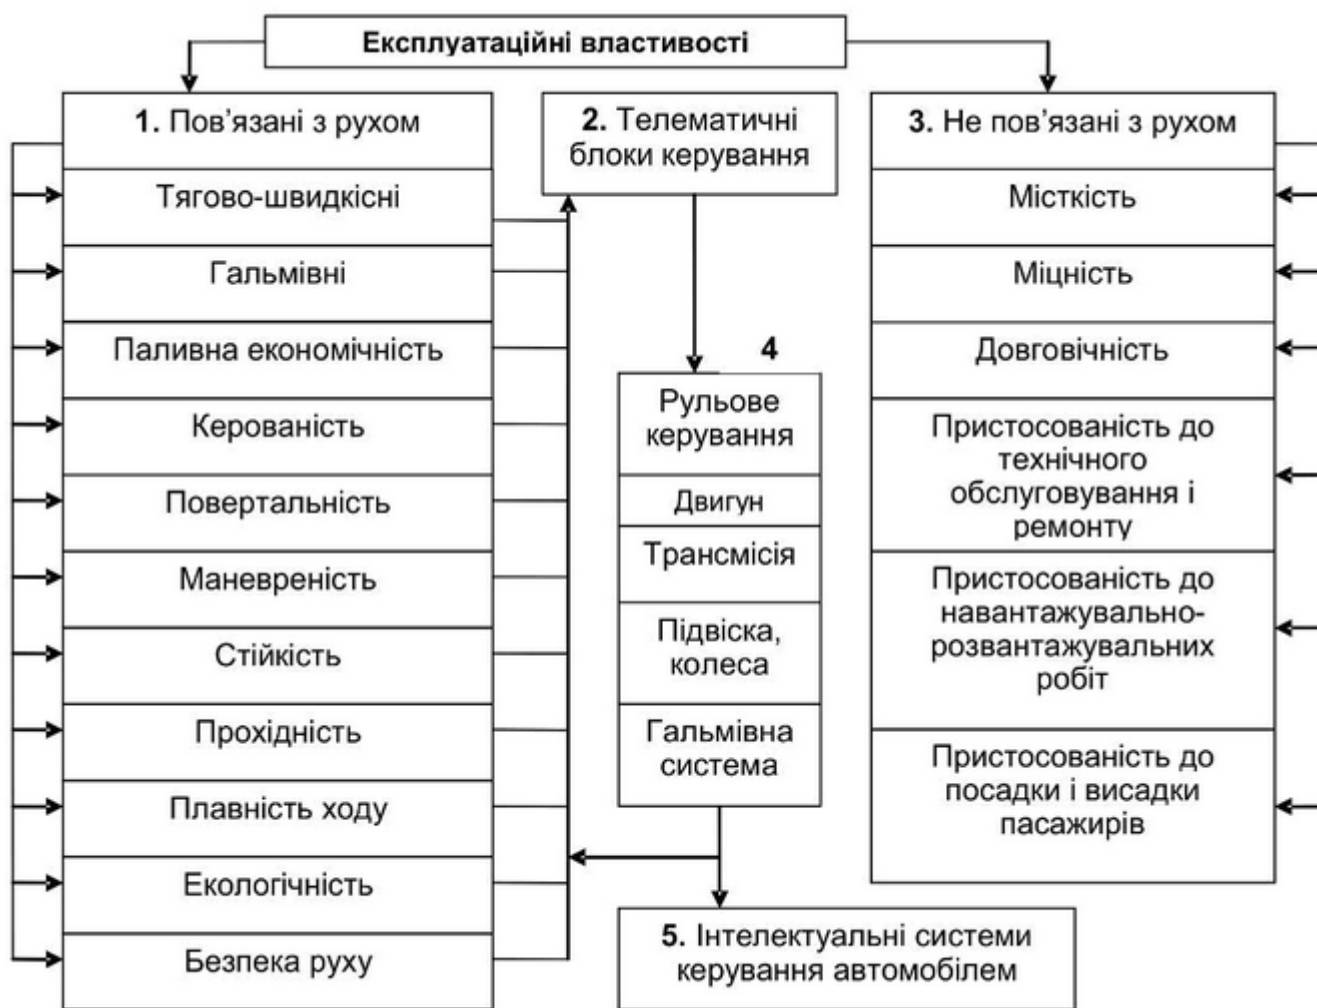 Експлуатаційні властивості
1. Пов’язані з рухом
Тягово-швидкісні
Гальмівні
Паливна економічність
Керованість
Повертальність
Маневреність
Стійкість
Прохідність
Плавність ходу
Екологічність
Безпека руху
2. Телематичні
блоки керування
4
Рульове
керування
Двигун
Трансмісія
Підвіска,
колеса
Гальмівна
система
5. Інтелектуальні системи
керування автомобілем
3. Не пов’язані з рухом
Місткість
Міцність
Довговічність
Пристосованість до
технічного
обслуговування і
ремонту
Пристосованість до
навантажувально-
розвантажувальних
робіт
Пристосованість до
посадки і висадки
пасажирів